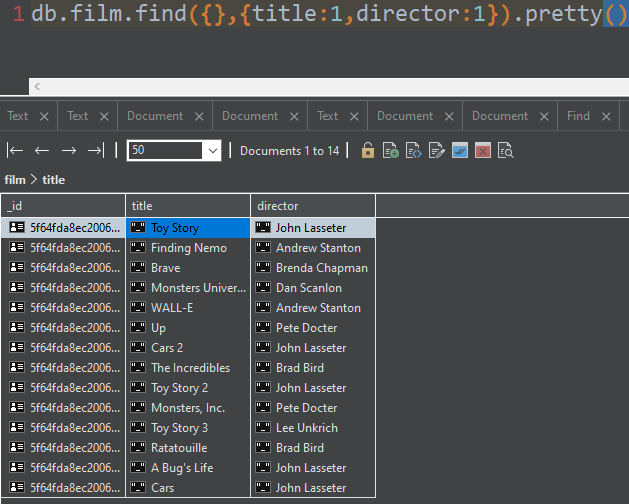 1 db.film.find({},{title:1,director:1}).pretty()
Text Text Document Document Text Document Document Find
50 Documents 1 to 14
film > title
_id title director
5f64fda8ec2006... Toy Story John Lasseter
5f64fda8ec2006... Finding Nemo Andrew Stanton
5f64fda8ec2006... Brave Brenda Chapman
5f64fda8ec2006... Monsters Univer... Dan Scanlon
5f64fda8ec2006... WALL-E Andrew Stanton
5f64fda8ec2006... Up Pete Docter
5f64fda8ec2006... Cars 2 John Lasseter
5f64fda8ec2006... The Incredibles Brad Bird
5f64fda8ec2006... Toy Story 2 John Lasseter
5f64fda8ec2006... Monsters, Inc. Pete Docter
5f64fda8ec2006... Toy Story 3 Lee Unkrich
5f64fda8ec2006... Ratatouille Brad Bird
5f64fda8ec2006... A Bug's Life John Lasseter
5f64fda8ec2006... Cars John Lasseter